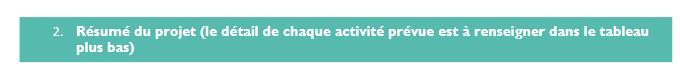 2. Résumé du projet (le détail de chaque activité prévue est à renseigner dans le tableau
plus bas)